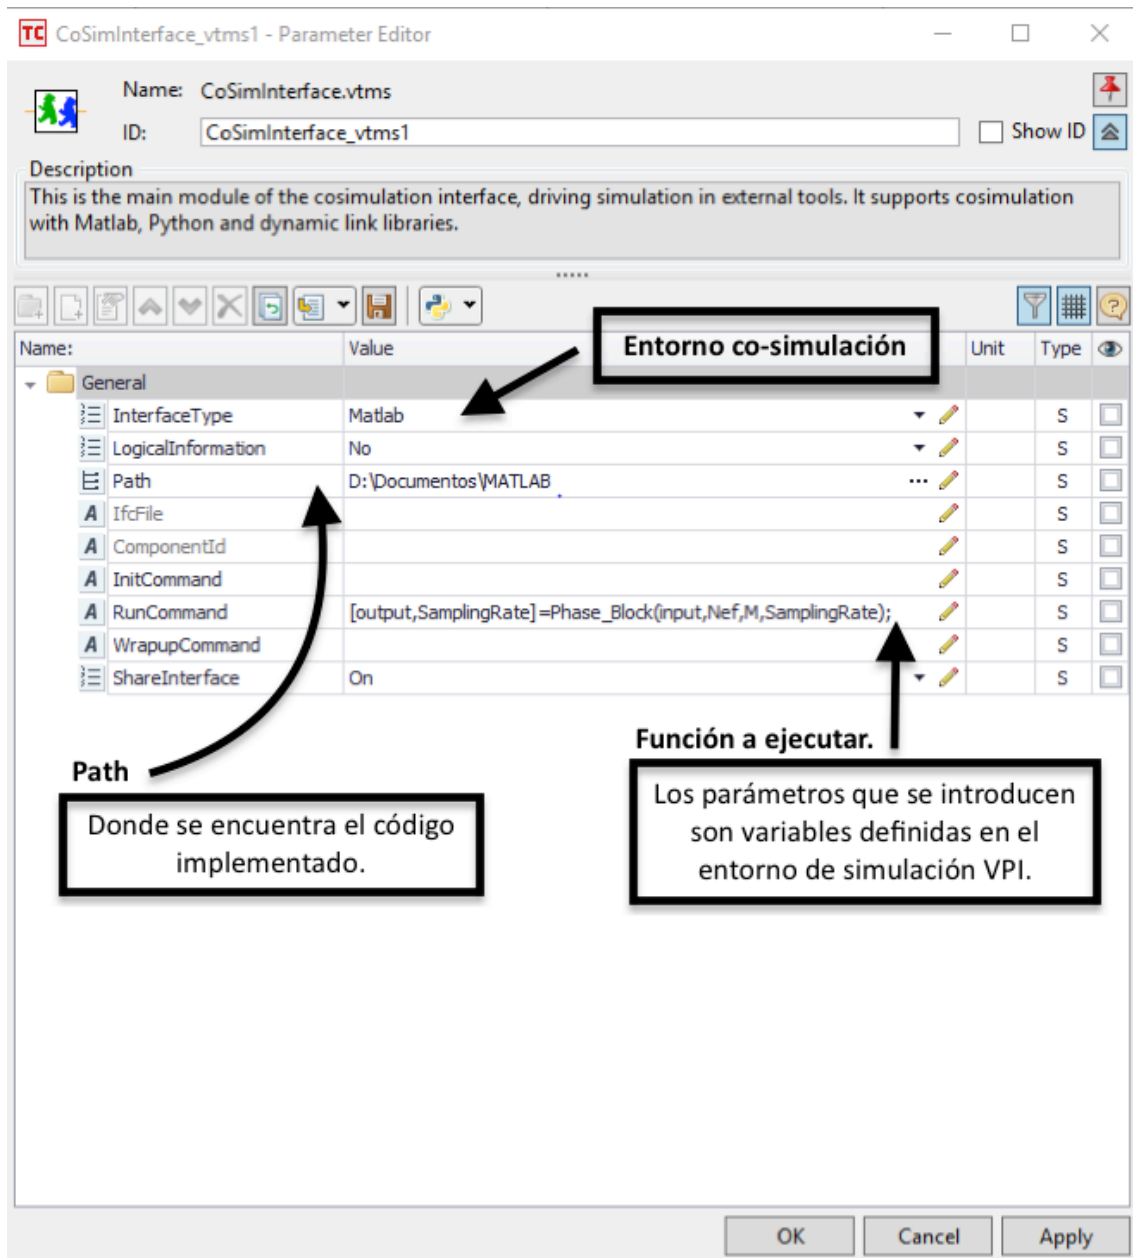 TC CoSimInterface_vtms1 - Parameter Editor
Name: CoSimInterface.vtms
ID: CoSimInterface_vtms1 Show ID
Description
This is the main module of the cosimulation interface, driving simulation in external tools. It supports cosimulation
with Matlab, Python and dynamic link libraries.
Entorno co-simulación
Name: Value Unit Type
General
InterfaceType Matlab S
LogicalInformation No S
Path D:\Documentos\MATLAB ... S
A IfcFile S
A ComponentId S
A InitCommand S
A RunCommand [output,SamplingRate]=Phase_Block(input,Nef,M,SamplingRate); S
A WrapupCommand S
ShareInterface On S
Path
Donde se encuentra el código
implementado.
Función a ejecutar.
Los parámetros que se introducen
son variables definidas en el
entorno de simulación VPI.
OK Cancel Apply